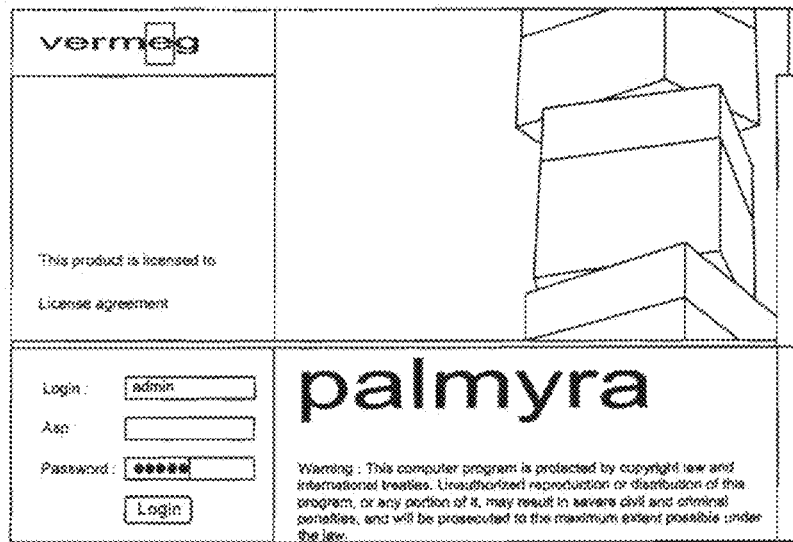 vermeg
This product is licensed to
License agreement
Login : admin
Asp :
Password : •••••
Login
palmyra
Warning : This computer program is protected by copyright law and
international treaties. Unauthorized reproduction or distribution of this
program, or any portion of it, may result in severe civil and criminal
penalties, and will be prosecuted to the maximum extent possible under
the law.